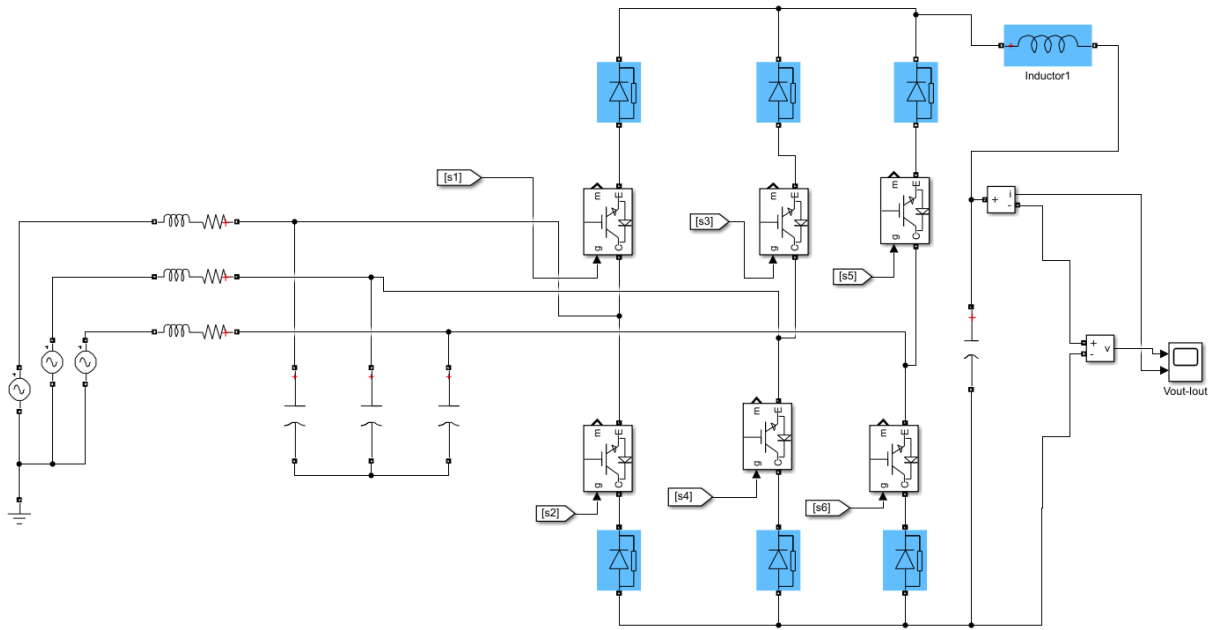 Inductor1
[s1]
m
E
g
C
m
E
g
C
[s3]
m
E
g
C
[s5]
+
i
-
+
-
v
Vout-Iout
m
E
g
C
[s2]
m
E
g
C
[s4]
m
E
g
C
[s6]